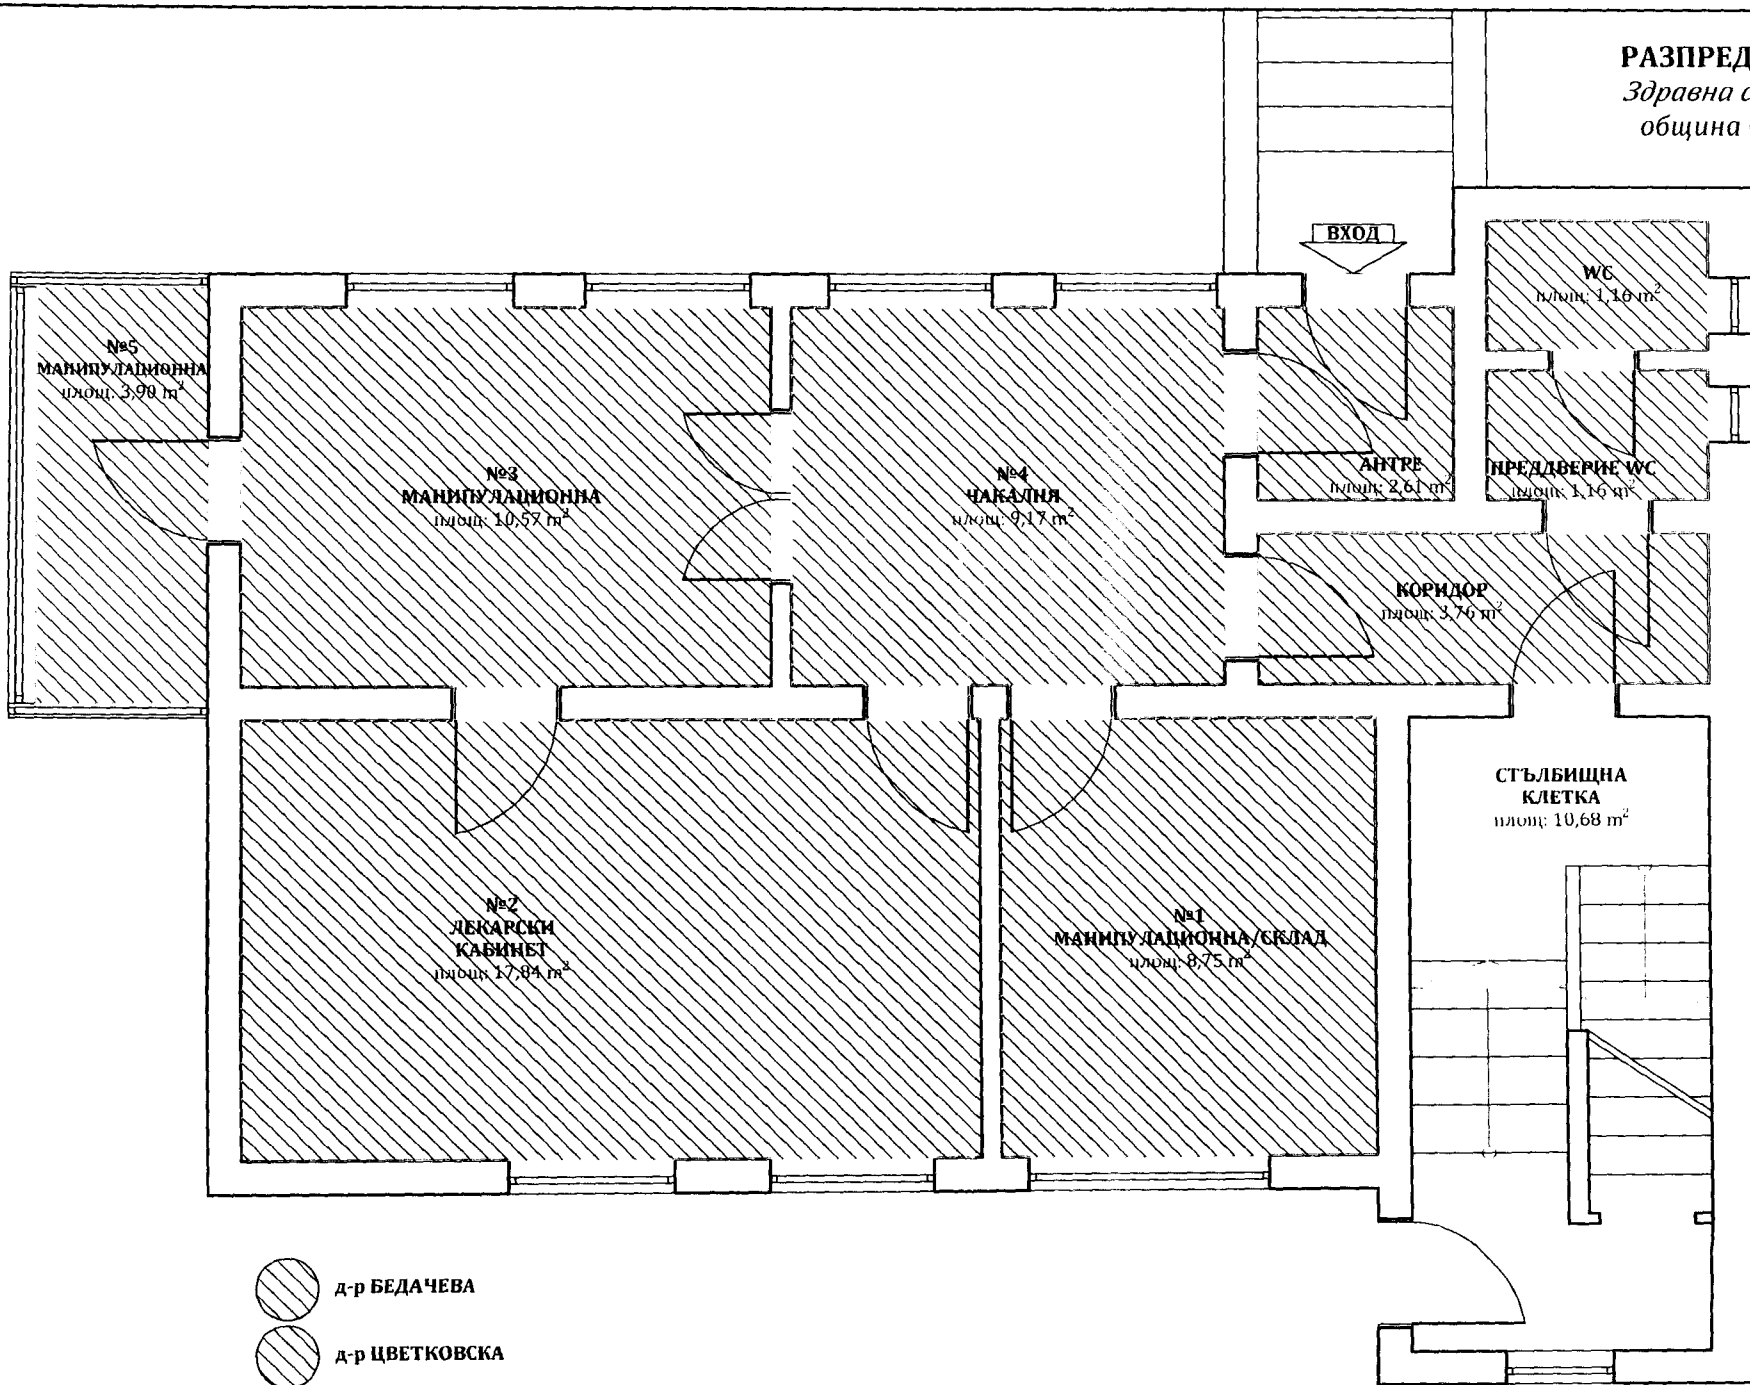 РАЗПРЕД
Здравна с
община
ВХОД
WC
площ: 1,16 m²
№5
МАНИПУЛАЦИОННА
площ: 3,90 m²
№3
МАНИПУЛАЦИОННА
площ: 10,57 m²
№4
ЧАКАЛНЯ
площ: 9,17 m²
АНТРЕ
площ: 2,61 m²
ПРЕДДВЕРИЕ WC
площ: 1,16 m²
КОРИДОР
площ: 3,76 m²
СТЪЛБИЩНА
КЛЕТКА
площ: 10,68 m²
№2
ЛЕКАРСКИ
КАБИНЕТ
площ: 17,84 m²
№1
МАНИПУЛАЦИОННА/СКЛАД
площ: 8,75 m²
д-р БЕДАЧЕВА
д-р ЦВЕТКОВСКА